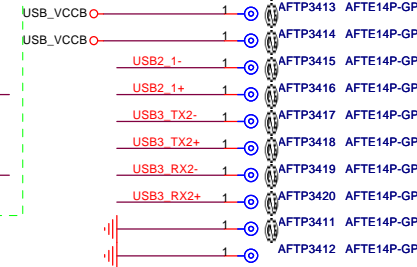 USB_VCCB 1 AFTP3413 AFTE14P-GP
USB_VCCB 1 AFTP3414 AFTE14P-GP
USB2_1- 1 AFTP3415 AFTE14P-GP
USB2_1+ 1 AFTP3416 AFTE14P-GP
USB3_TX2- 1 AFTP3417 AFTE14P-GP
USB3_TX2+ 1 AFTP3418 AFTE14P-GP
USB3_RX2- 1 AFTP3419 AFTE14P-GP
USB3_RX2+ 1 AFTP3420 AFTE14P-GP
1 AFTP3411 AFTE14P-GP
1 AFTP3412 AFTE14P-GP